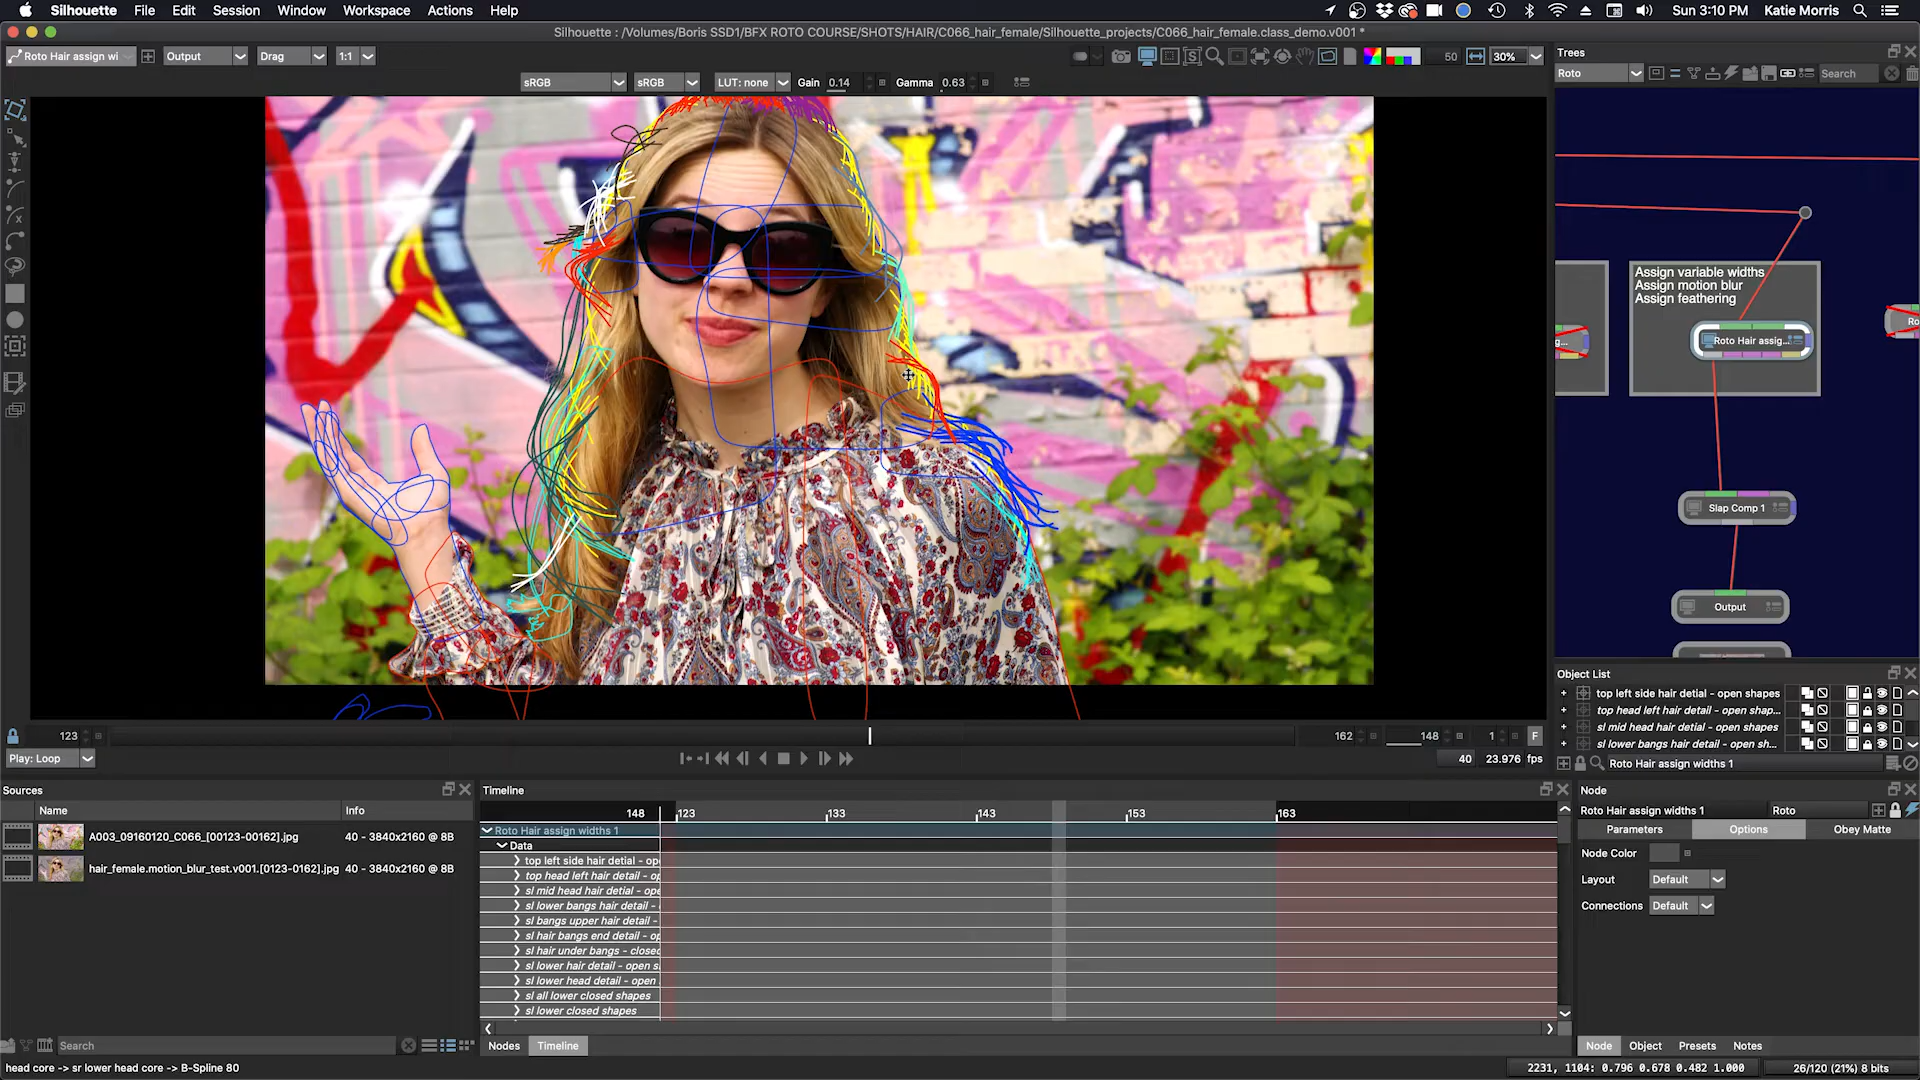 Silhouette File Edit Session Window Workspace Actions Help
Sun 3:10 PM Katie Morris
Silhouette : /Volumes/Boris SSD1/BFX ROTO COURSE/SHOTS/HAIR/C066_hair_female/Silhouette_projects/C066_hair_female.class_demo.v001 *
Roto Hair assign wi
Output
Drag
1:1
50
30%
sRGB
sRGB
LUT: none
Gain 0.14
Gamma 0.63
Trees
Roto
Search
Assign variable widths
Assign motion blur
Assign feathering
g...
Roto Hair assig...
Ro
Slap Comp 1
Output
Object List
top left side hair detial - open shapes
top head left hair detail - open shap...
sl mid head hair detial - open shapes
sl lower bangs hair detail - open sh...
Roto Hair assign widths 1
123
162
148
1
F
Play: Loop
40
23.976 fps
Sources
Name
Info
A003_09160120_C066_[00123-00162].jpg
40 - 3840x2160 @ 8B
hair_female.motion_blur_test.v001.[0123-0162].jpg
40 - 3840x2160 @ 8B
Search
Timeline
148
123
133
143
153
163
Roto Hair assign widths 1
Data
top left side hair detial - op
top head left hair detail - op
sl mid head hair detial - ope
sl lower bangs hair detail -
sl bangs upper hair detail -
sl hair bangs end detail - op
sl hair under bangs - closed
sl lower hair detail - open s
sl lower head detail - open
sl all lower closed shapes
sl lower closed shapes
Nodes
Timeline
Node
Roto Hair assign widths 1
Roto
Parameters
Options
Obey Matte
Node Color
Layout
Default
Connections
Default
Node
Object
Presets
Notes
head core -> sr lower head core -> B-Spline 80
2231, 1104: 0.796 0.678 0.482 1.000
26/120 (21%) 8 bits